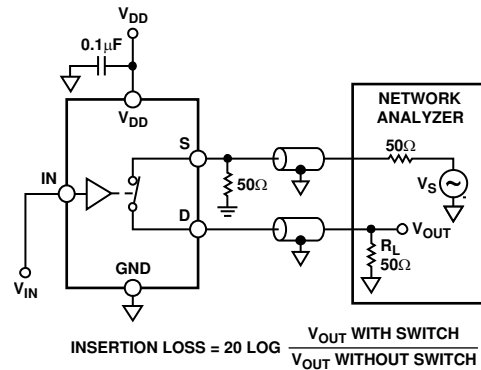 VDD
0.1μF
VDD
NETWORK
ANALYZER
S
50Ω
IN
50Ω
VS
D
VOUT
RL
50Ω
GND
VIN
INSERTION LOSS = 20 LOG VOUT WITH SWITCH
VOUT WITHOUT SWITCH